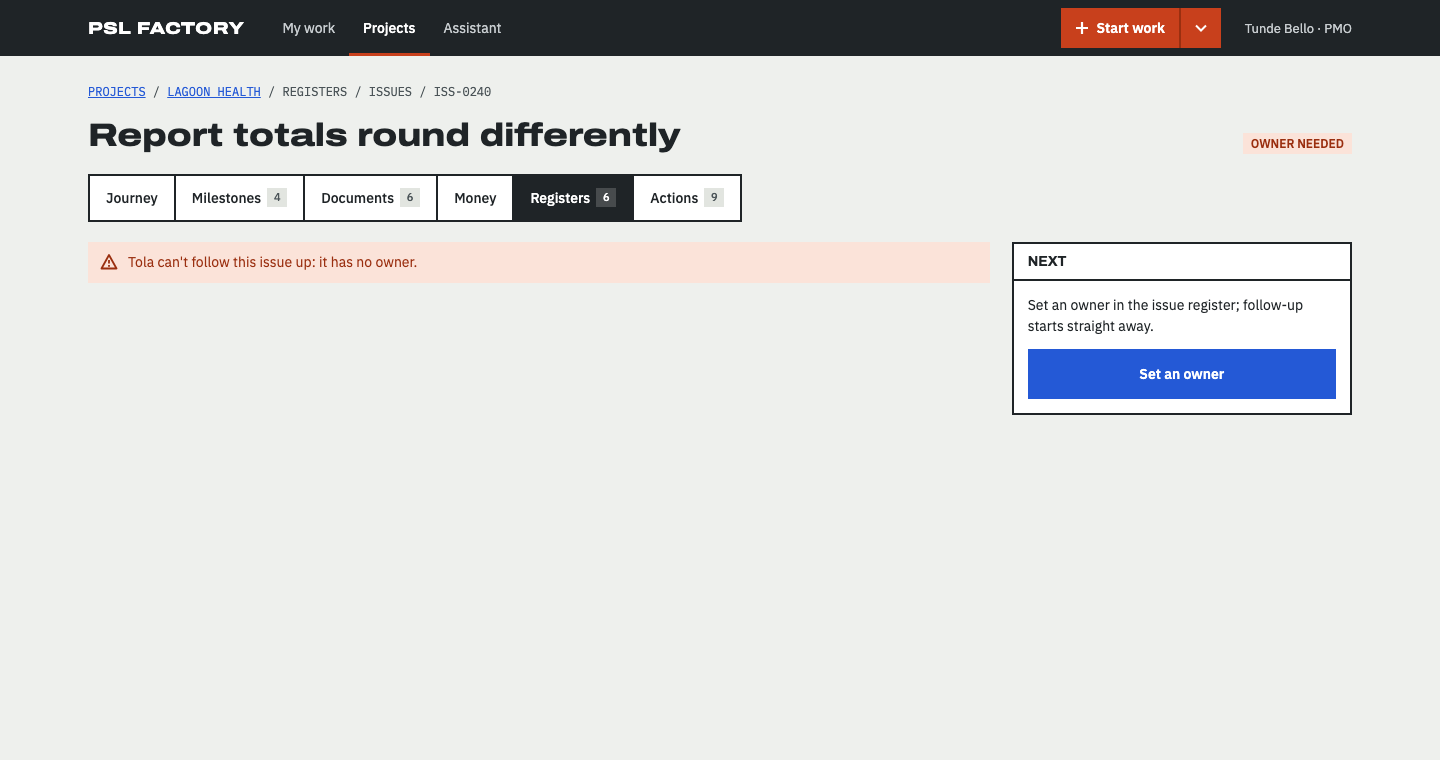 PSL FACTORY
My work
Projects
Assistant
+ Start work
Tunde Bello · PMO
PROJECTS / LAGOON HEALTH / REGISTERS / ISSUES / ISS-0240
Report totals round differently
OWNER NEEDED
Journey
Milestones 4
Documents 6
Money
Registers 6
Actions 9
Tola can't follow this issue up: it has no owner.
NEXT
Set an owner in the issue register; follow-up
starts straight away.
Set an owner